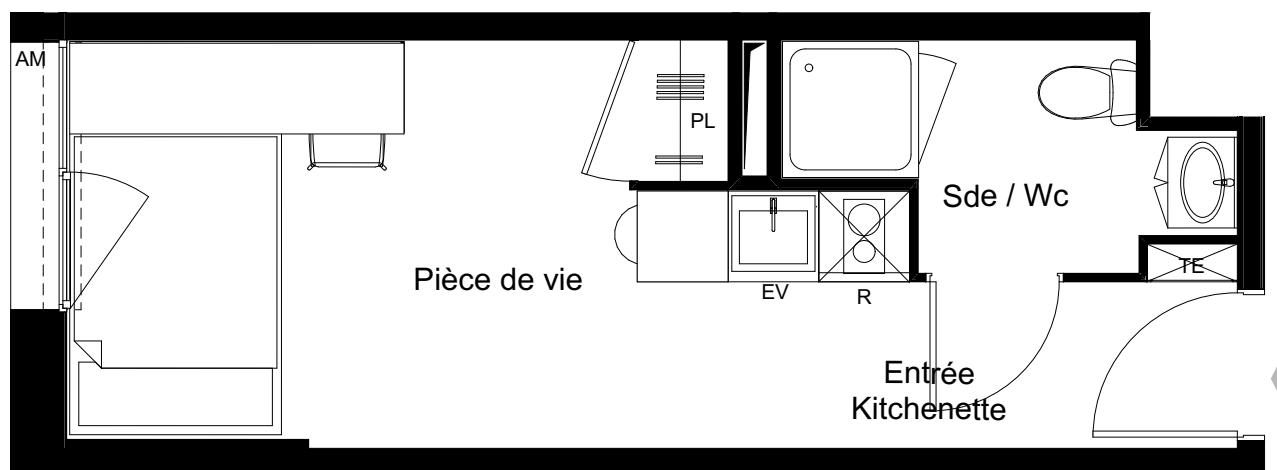 AM
PL
Sde / Wc
Pièce de vie
TE
EV
R
Entrée
Kitchenette